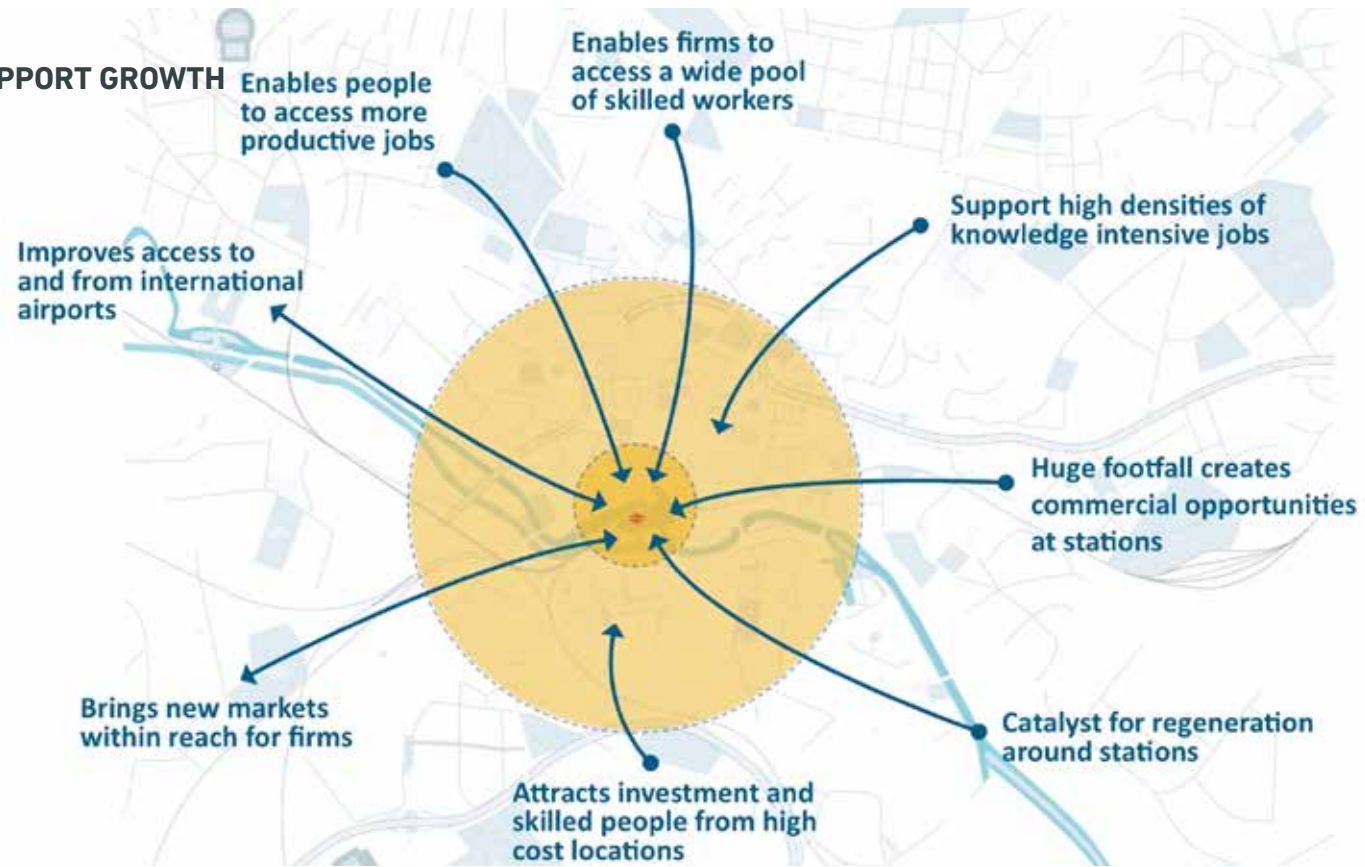 PPORT GROWTH
Enables people
to access more
productive jobs
Enables firms to
access a wide pool
of skilled workers
Support high densities of
knowledge intensive jobs
Improves access to
and from international
airports
Huge footfall creates
commercial opportunities
at stations
Brings new markets
within reach for firms
Catalyst for regeneration
around stations
Attracts investment and
skilled people from high
cost locations